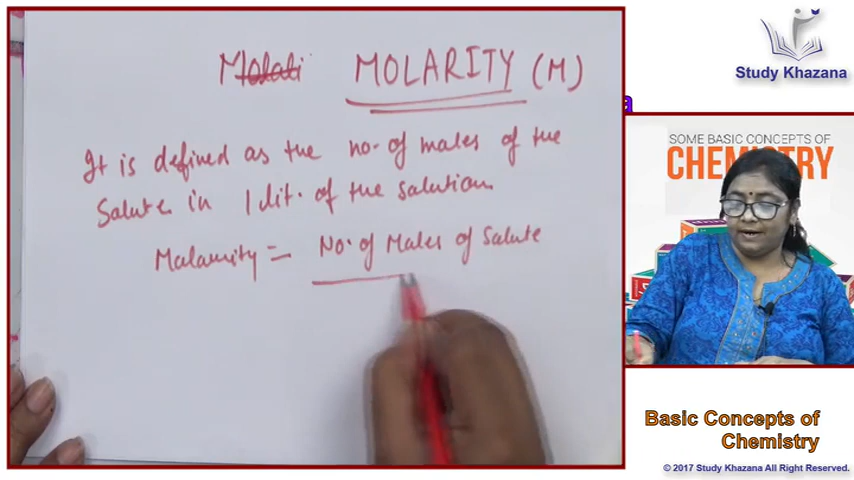 Molali MOLARITY (M)
It is defined as the no. of moles of the
Solute in 1 lit. of the solution
Molarity = No. of Moles of Solute
Study Khazana
SOME BASIC CONCEPTS OF
CHEMISTRY
Basic Concepts of
Chemistry
© 2017 Study Khazana All Right Reserved.